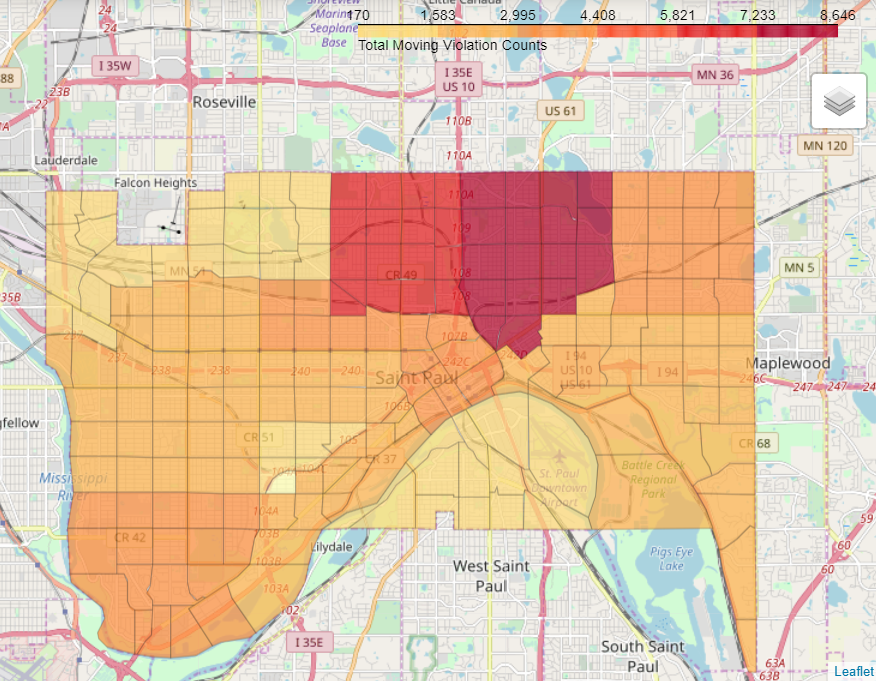 Little Canada
Shoreview
-Marine
Seaplane
Base
170 1,583 2,995 4,408 5,821 7,233 8,646
Total Moving Violation Counts
24
24
I 35W
88
23B
22
I 35E
US 10
MN 36
Roseville
US 61
110B
MN 120
Lauderdale
110A
Falcon Heights
110A
109
MN 51
CR 49
108
108
MN 5
35B
107B
237
237
238
238
240
240
242C
242D
I 94
US 10
US 61
I 94
Maplewood
Saint Paul
246C
247
247
106B
gfellow
CR 51
105
CR 68
CR 37
104C
Battle Creek
Regional
Park
St. Paul
Downtown
Airport
Mississippi
River
104A
59
CR 42
103B
Lilydale
60
60
103B
Pigs Eye
Lake
West Saint
Paul
103A
102
I 35E
South Saint
Paul
63A
63B
Leaflet